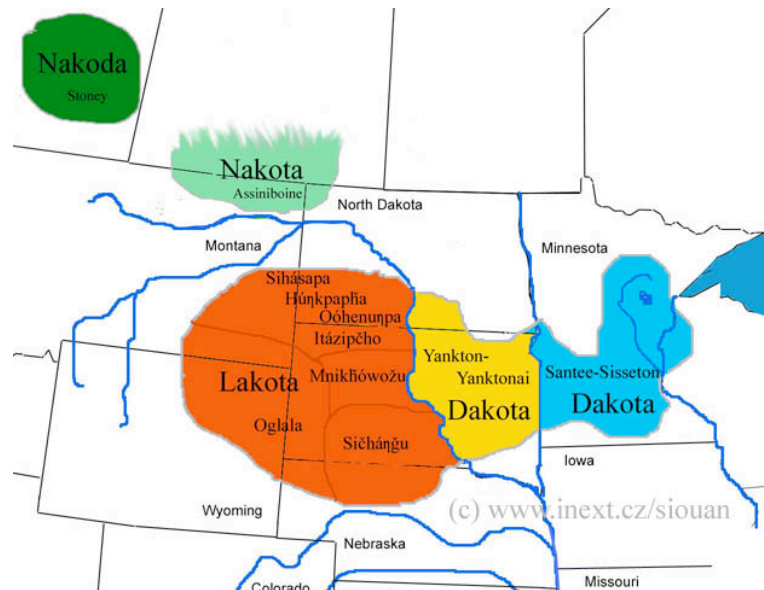 Nakoda
Stoney
Nakota
Assiniboine
North Dakota
Montana
Minnesota
Sihásapa
Húŋkpapȟa
Oóhenuŋpa
Itázipčho
Yankton-
Yanktonai
Mnikȟówožu
Santee-Sisseton
Lakota
Dakota
Dakota
Oglala
Sičháŋǧu
Iowa
Wyoming
(c) www.inext.cz/siouan
Nebraska
Colorado
Missouri